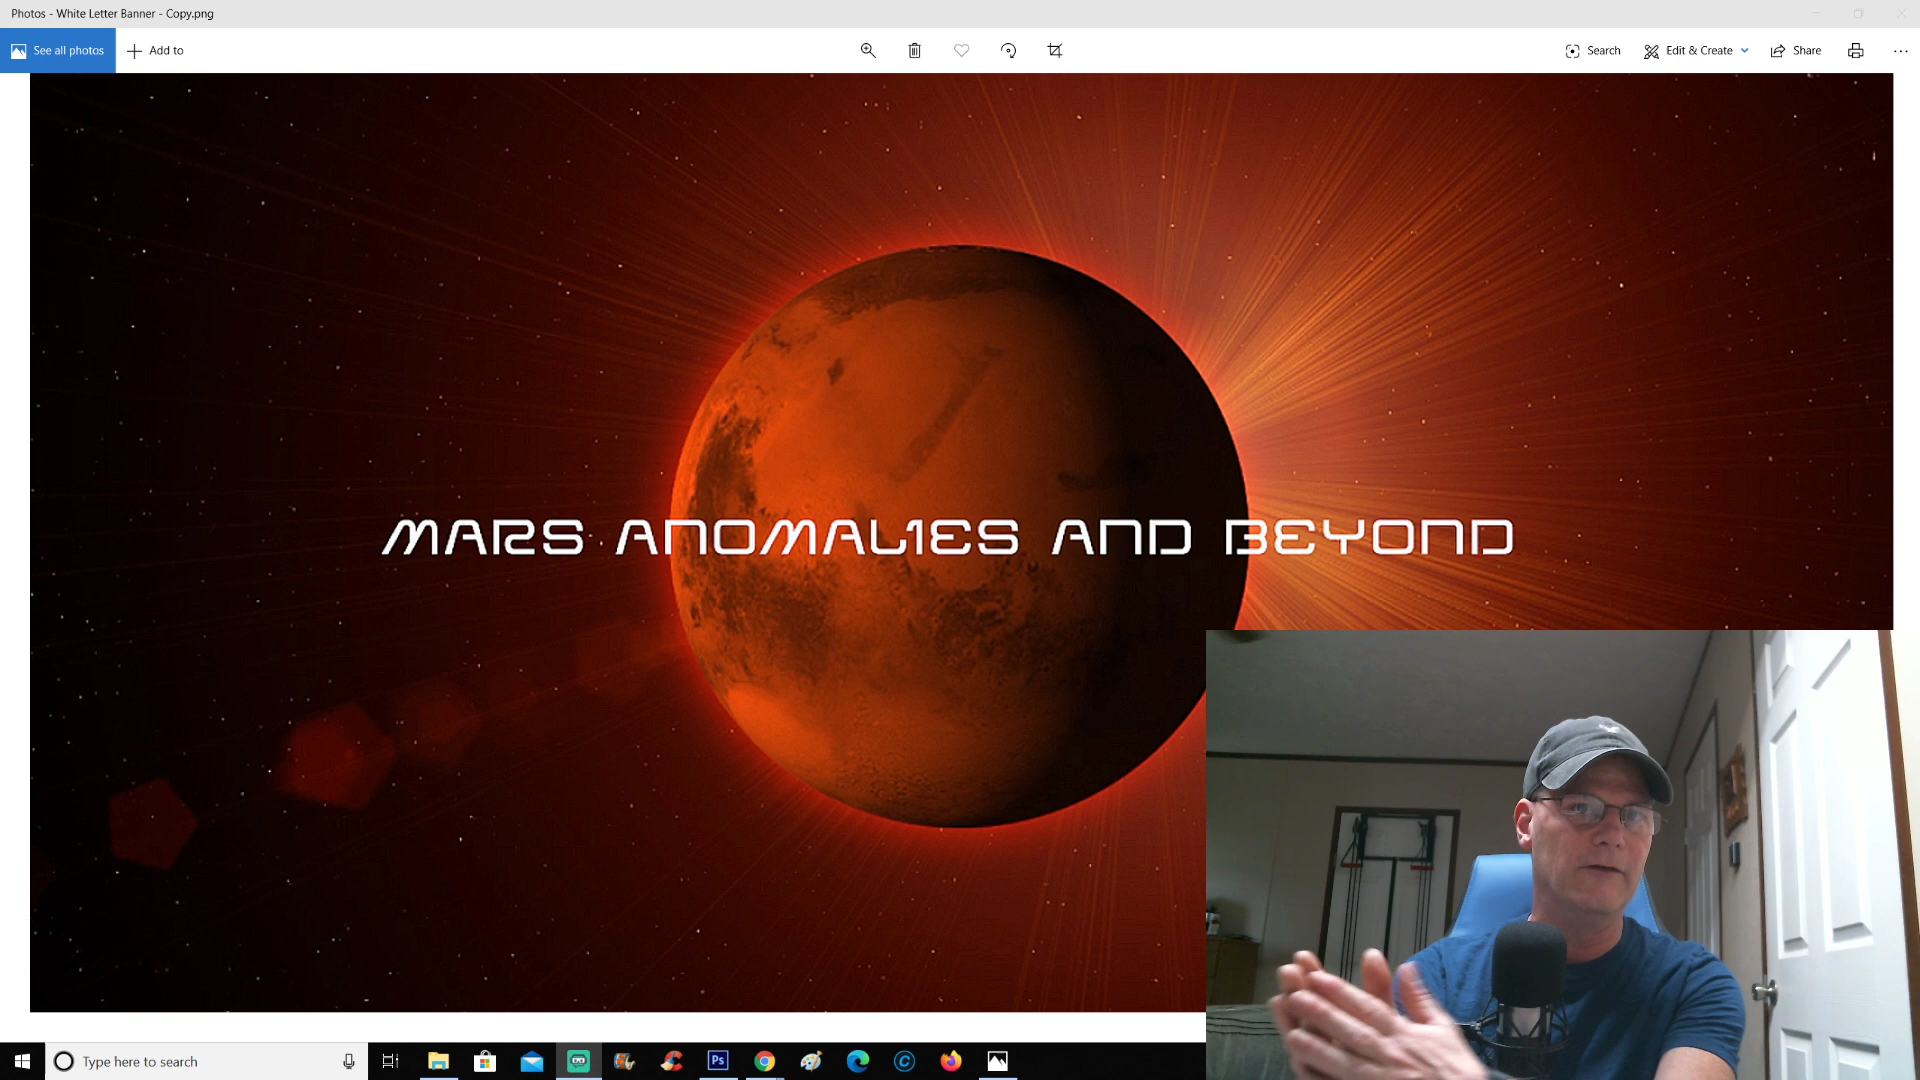 Photos - White Letter Banner - Copy.png
See all photos
Add to
Search
Edit & Create
Share
MARS ANOMALIES AND BEYOND
Type here to search
Ps